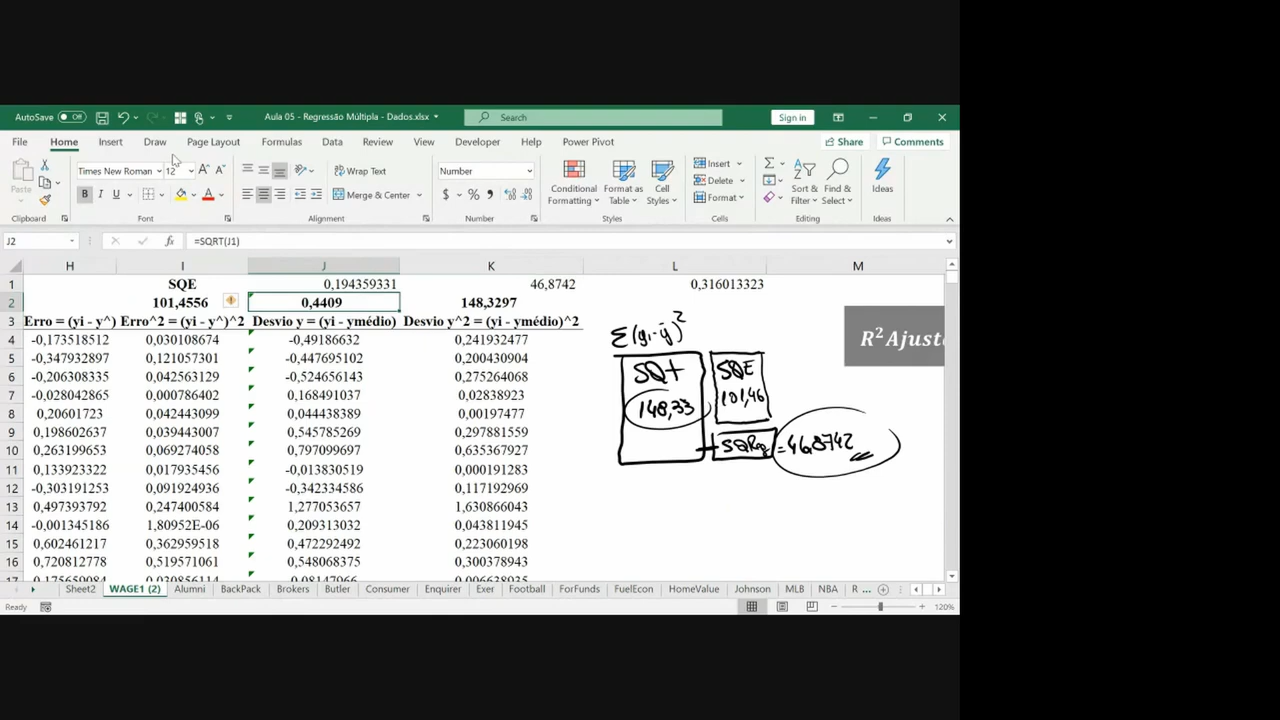 AutoSave Off Aula 05 - Regressão Múltipla - Dados.xlsx Search Sign in
File Home Insert Draw Page Layout Formulas Data Review View Developer Help Power Pivot Share Comments
Paste Times New Roman 12 A A Wrap Text Number Conditional Formatting Format as Table Cell Styles Insert Delete Format Sort & Filter Find & Select Ideas
B I U Merge & Center $ %
Clipboard Font Alignment Number Styles Cells Editing Ideas
J2 fx =SQRT(J1)
H I J K L M
1 SQE 0,194359331 46,8742 0,316013323
2 101,4556 0,4409 148,3297
3 Erro = (yi - y^) Erro^2 = (yi - y^)^2 Desvio y = (yi - ymédio) Desvio y^2 = (yi - ymédio)^2
4 -0,173518512 0,030108674 -0,49186632 0,241932477
5 -0,347932897 0,121057301 -0,447695102 0,200430904
6 -0,206308335 0,042563129 -0,524656143 0,275264068
7 -0,028042865 0,000786402 0,168491037 0,02838923
8 0,20601723 0,042443099 0,044438389 0,00197477
9 0,198602637 0,039443007 0,545785269 0,297881559
10 0,263199653 0,069274058 0,797099697 0,635367927
11 0,133923322 0,017935456 -0,013830519 0,000191283
12 -0,303191253 0,091924936 -0,342334586 0,117192969
13 0,497393792 0,247400584 1,277053657 1,630866043
14 -0,001345186 1,80952E-06 0,209313032 0,043811945
15 0,602461217 0,362959518 0,472292492 0,223060198
16 0,720812778 0,519571061 0,548068375 0,300378943
Σ(yi-ȳ)²
SQT SQE
148,33 101,46
+ SQReg = 46,8742
R² Ajust
Sheet2 WAGE1 (2) Alumni BackPack Brokers Butler Consumer Enquirer Exer Football ForFunds FuelEcon HomeValue Johnson MLB NBA R ...
Ready 120%